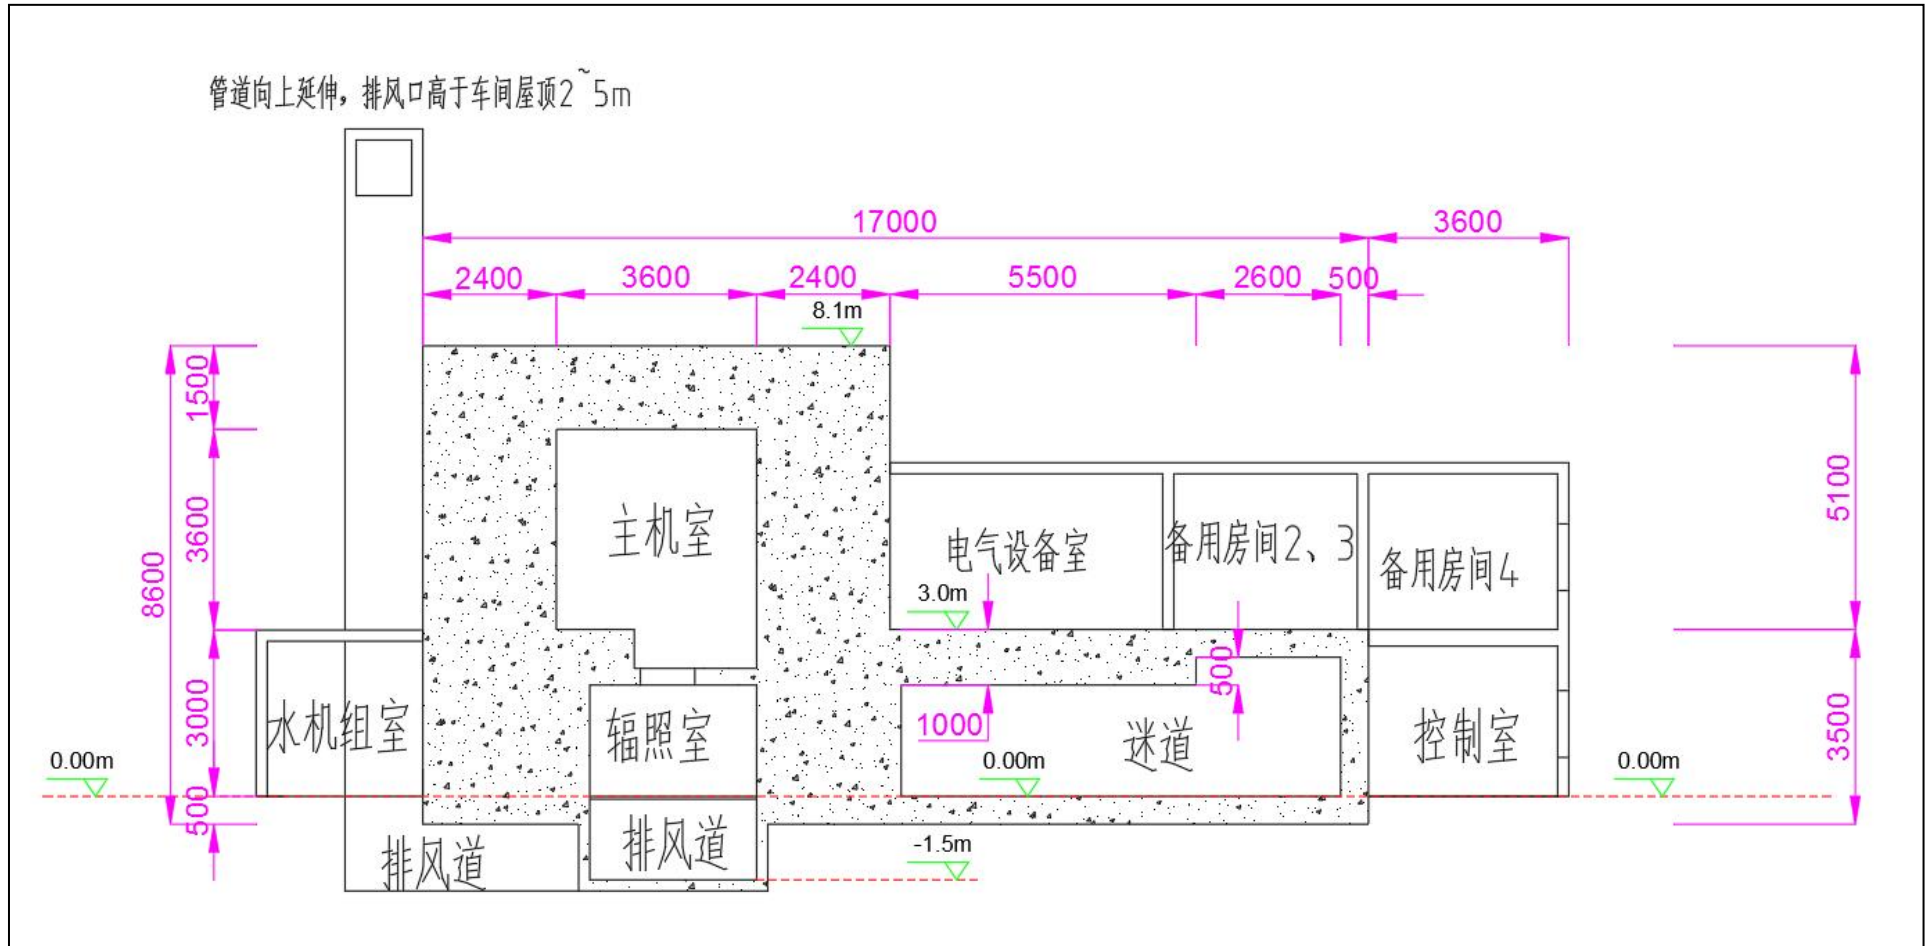 管道向上延伸，排风口高于车间屋顶2~5m
17000
3600
2400
3600
2400
5500
2600
500
8.1m
1500
3600
8600
3000
500
5100
3500
主机室
电气设备室
备用房间2、3
备用房间4
3.0m
500
1000
水机组室
辐照室
迷道
控制室
0.00m
0.00m
0.00m
排风道
排风道
-1.5m